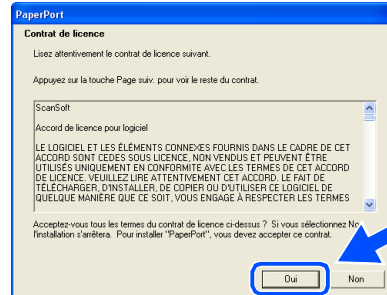 PaperPort
Contrat de licence
Lisez attentivement le contrat de licence suivant.
Appuyez sur la touche Page suiv. pour voir le reste du contrat.
ScanSoft
Accord de licence pour logiciel
LE LOGICIEL ET LES ÉLÉMENTS CONNEXES FOURNIS DANS LE CADRE DE CET
ACCORD SONT CEDES SOUS LICENCE, NON VENDUS ET PEUVENT ÊTRE
UTILISÉS UNIQUEMENT EN CONFORMITE AVEC LES TERMES DE CET ACCORD
DE LICENCE. VEUILLEZ LIRE ATTENTIVEMENT CET ACCORD. LE FAIT DE
TÉLÉCHARGER, D'INSTALLER, DE COPIER OU D'UTILISER CE LOGICIEL DE
QUELQUE MANIÈRE QUE CE SOIT, VOUS ENGAGE À RESPECTER LES TERMES
Acceptez-vous tous les termes du contrat de licence ci-dessus ? Si vous sélectionnez No
l'installation s'arrêtera. Pour installer "PaperPort", vous devez accepter ce contrat.
Oui
Non